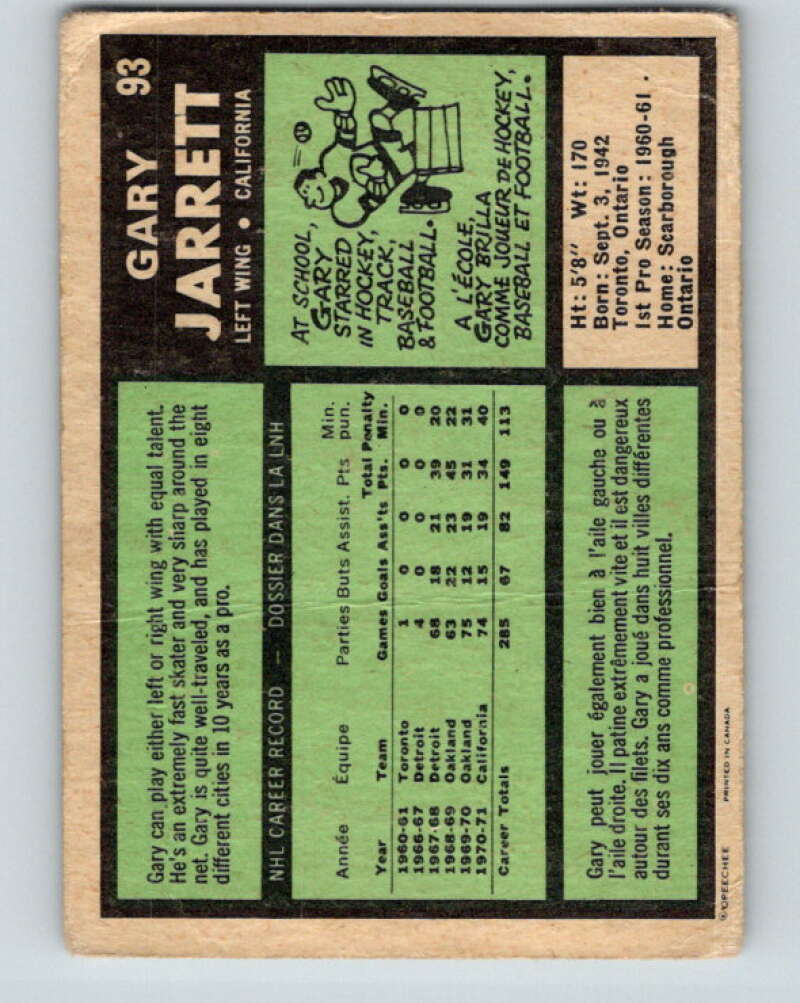 Gary can play either left or right wing with equal talent.
He's an extremely fast skater and very sharp around the
net. Gary is quite well-traveled, and has played in eight
different cities in 10 years as a pro.
GARY 93
JARRETT
LEFT WING • CALIFORNIA
NHL CAREER RECORD — DOSSIER DANS LA LNH
Année Équipe Parties Buts Assist. Pts Min. pun.
Year Team Games Goals Ass'ts Total Pts. Penalty Min.
1960-61 Toronto 1 0 0 0 0
1966-67 Detroit 4 0 0 0 0
1967-68 Detroit 68 18 21 39 20
1968-69 Oakland 63 22 23 45 22
1969-70 Oakland 75 12 19 31 31
1970-71 California 74 15 19 34 40
Career Totals 285 67 82 149 113
AT SCHOOL,
GARY
STARRED
IN HOCKEY,
TRACK,
BASEBALL
& FOOTBALL.
A L'ÉCOLE,
GARY BRILLA
COMME JOUEUR DE HOCKEY,
BASEBALL ET FOOTBALL.
Gary peut jouer également bien à l'aile gauche ou à
l'aile droite. Il patine extrêmement vite et il est dangereux
autour des filets. Gary a joué dans huit villes différentes
durant ses dix ans comme professionnel.
Ht: 5'8" Wt: 170
Born: Sept. 3, 1942
Toronto, Ontario
1st Pro Season: 1960-61.
Home: Scarborough
Ontario
© OPEECHEE PRINTED IN CANADA